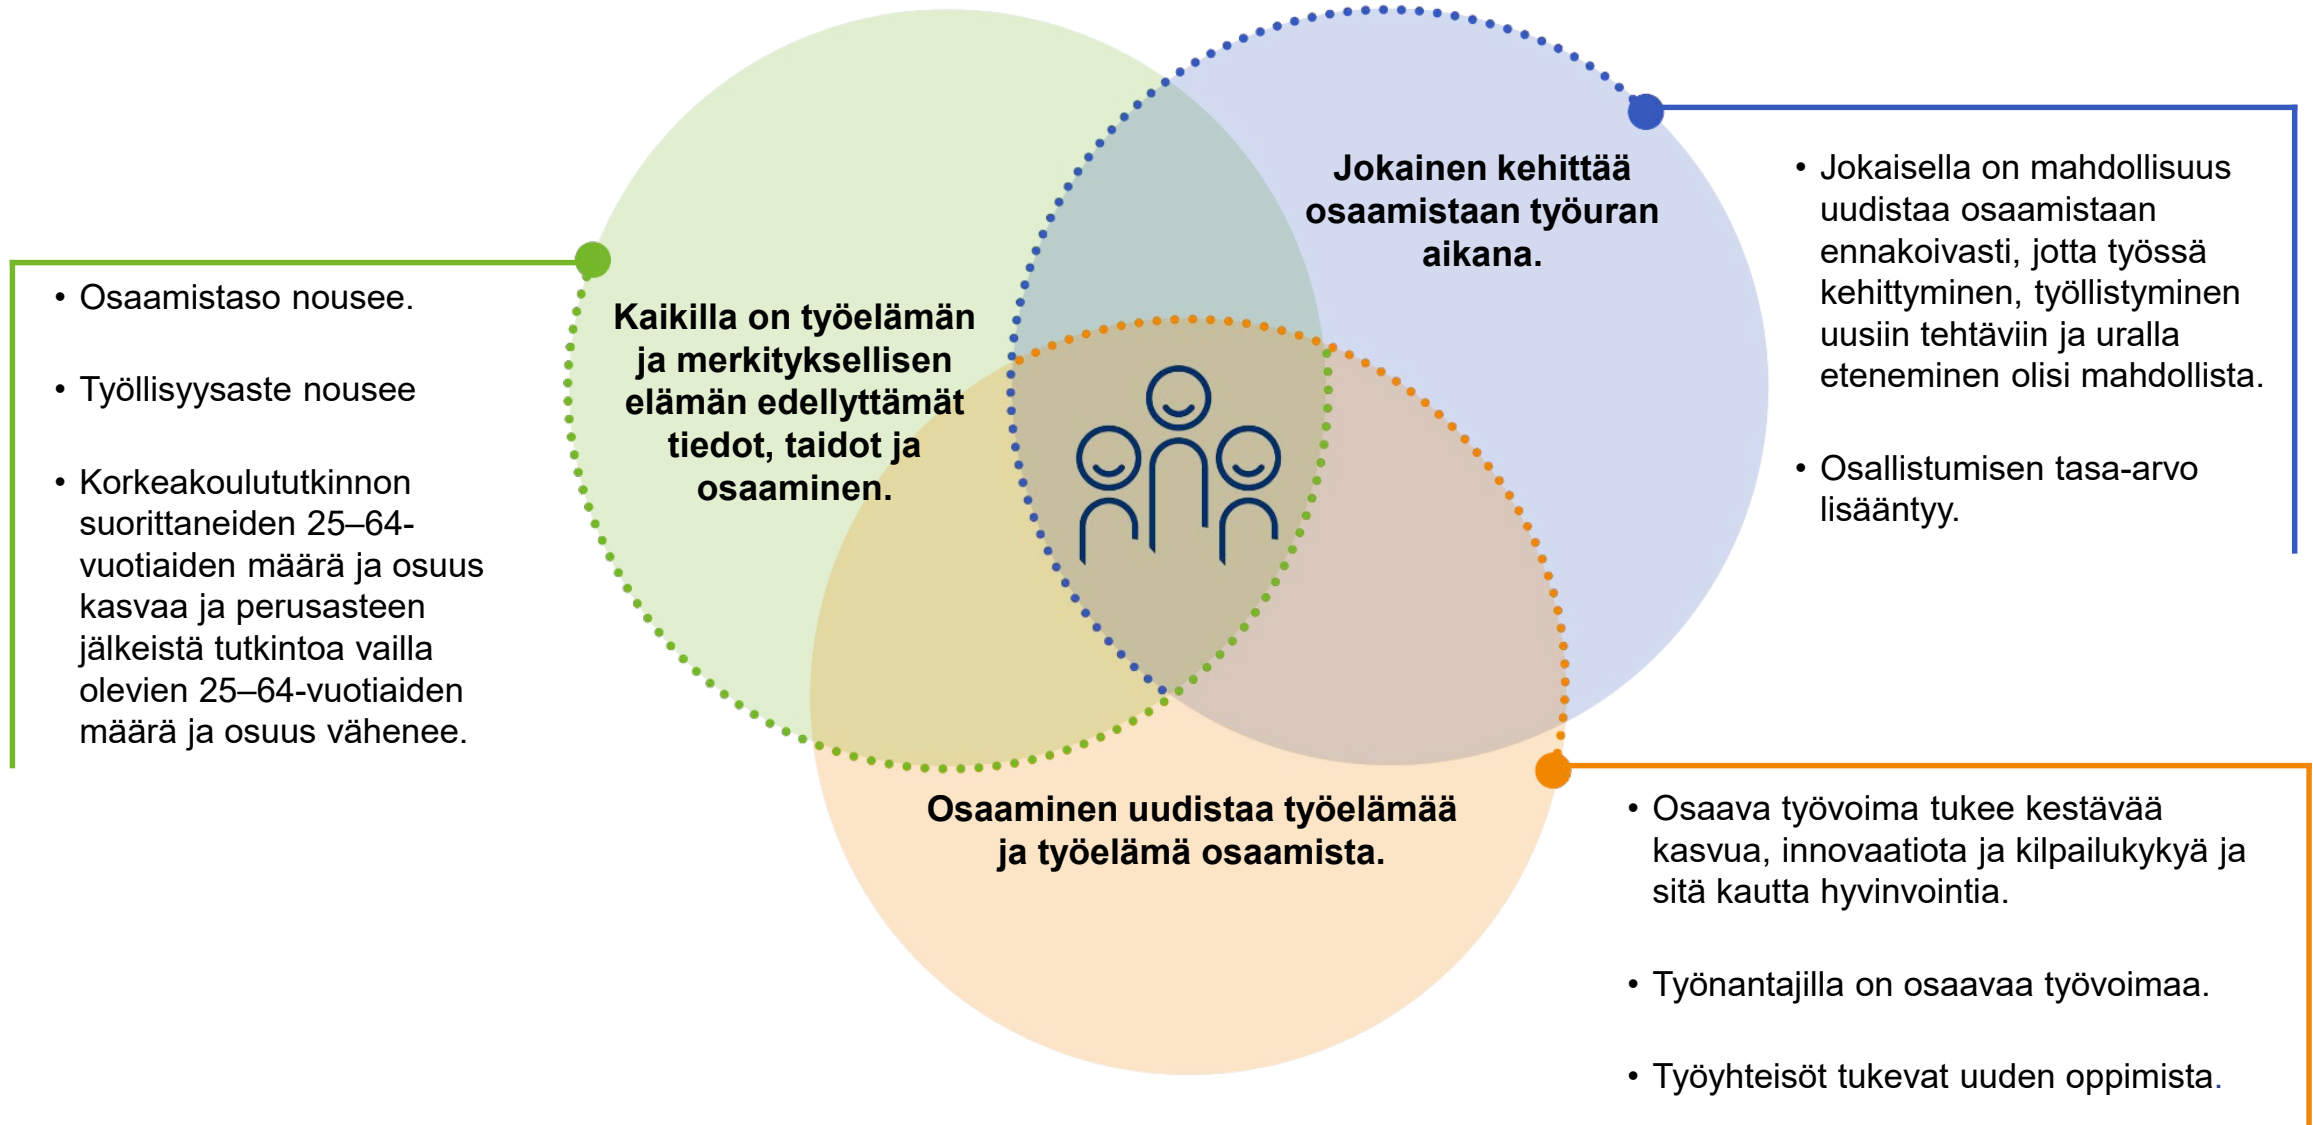 • Osaamistaso nousee.
• Työllisyysaste nousee
• Korkeakoulututkinnon
suorittaneiden 25–64-
vuotiaiden määrä ja osuus
kasvaa ja perusasteen
jälkeistä tutkintoa vailla
olevien 25–64-vuotiaiden
määrä ja osuus vähenee.
Kaikilla on työelämän
ja merkityksellisen
elämän edellyttämät
tiedot, taidot ja
osaaminen.
Jokainen kehittää
osaamistaan työuran
aikana.
• Jokaisella on mahdollisuus
uudistaa osaamistaan
ennakoivasti, jotta työssä
kehittyminen, työllistyminen
uusiin tehtäviin ja uralla
eteneminen olisi mahdollista.
• Osallistumisen tasa-arvo
lisääntyy.
Osaaminen uudistaa työelämää
ja työelämä osaamista.
• Osaava työvoima tukee kestävää
kasvua, innovaatiota ja kilpailukykyä ja
sitä kautta hyvinvointia.
• Työnantajilla on osaavaa työvoimaa.
• Työyhteisöt tukevat uuden oppimista.